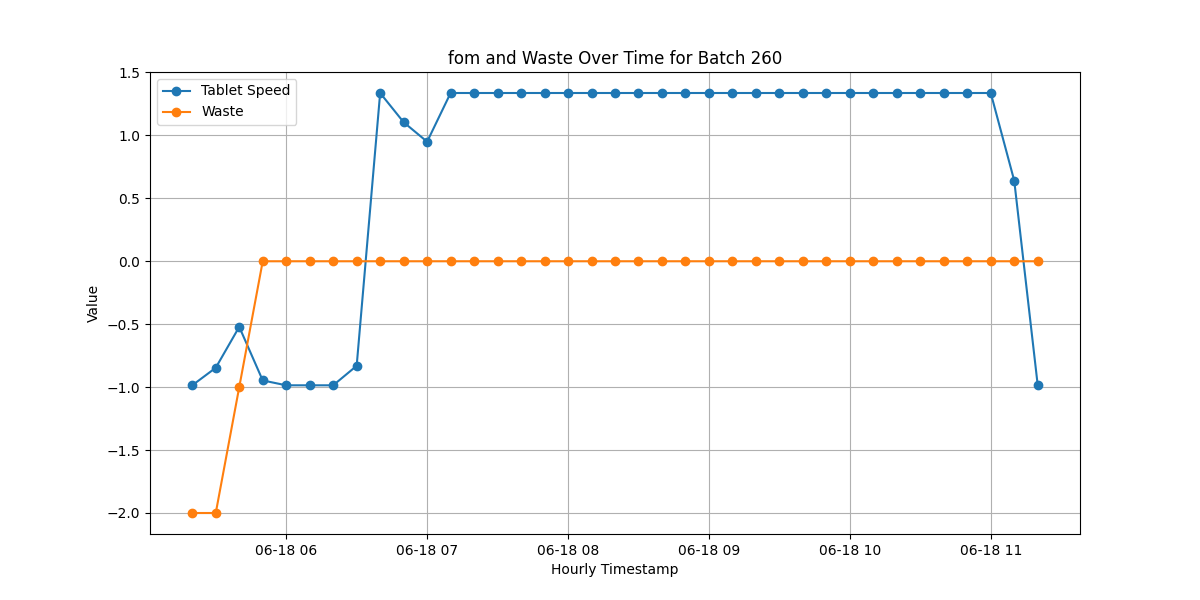 fom and Waste Over Time for Batch 260
Tablet Speed
Waste
1.5
1.0
0.5
0.0
−0.5
−1.0
−1.5
−2.0
Value
06-18 06
06-18 07
06-18 08
06-18 09
06-18 10
06-18 11
Hourly Timestamp